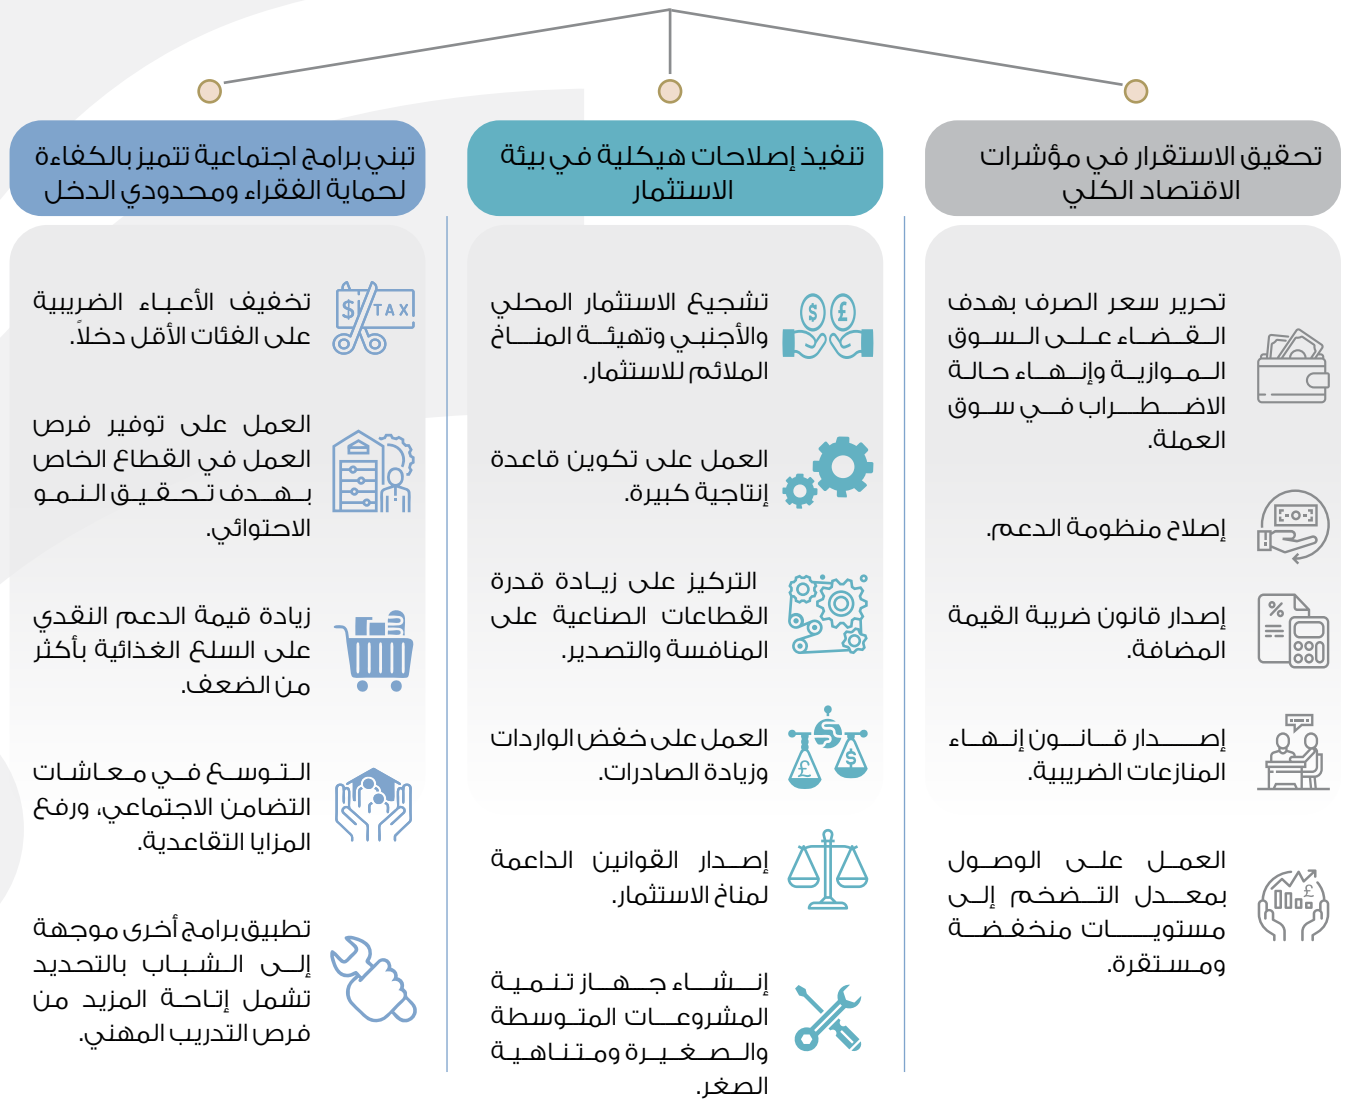 تحقيق الاستقرار في مؤشرات
الاقتصاد الكلي
تحرير سعر الصرف بهدف
القضاء على السوق
الموازية وإنهاء حالة
الاضطراب في سوق
العملة.
إصلاح منظومة الدعم.
إصدار قانون ضريبة القيمة
المضافة.
إصدار قانون إنهاء
المنازعات الضريبية.
العمل على الوصول
بمعدل التضخم إلى
مستويات منخفضة
ومستقرة.
تنفيذ إصلاحات هيكلية في بيئة
الاستثمار
تشجيع الاستثمار المحلي
والأجنبي وتهيئة المناخ
الملائم للاستثمار.
العمل على تكوين قاعدة
إنتاجية كبيرة.
التركيز على زيادة قدرة
القطاعات الصناعية على
المنافسة والتصدير.
العمل على خفض الواردات
وزيادة الصادرات.
إصدار القوانين الداعمة
لمناخ الاستثمار.
إنشاء جهاز تنمية
المشروعات المتوسطة
والصغيرة ومتناهية
الصغر.
تبني برامج اجتماعية تتميز بالكفاءة
لحماية الفقراء ومحدودي الدخل
$ TAX
تخفيف الأعباء الضريبية
على الفئات الأقل دخلاً.
العمل على توفير فرص
العمل في القطاع الخاص
بهدف تحقيق النمو
الاحتوائي.
زيادة قيمة الدعم النقدي
على السلع الغذائية بأكثر
من الضعف.
التوسع في معاشات
التضامن الاجتماعي، ورفع
المزايا التقاعدية.
تطبيق برامج أخرى موجهة
إلى الشباب بالتحديد
تشمل إتاحة المزيد من
فرص التدريب المهني.